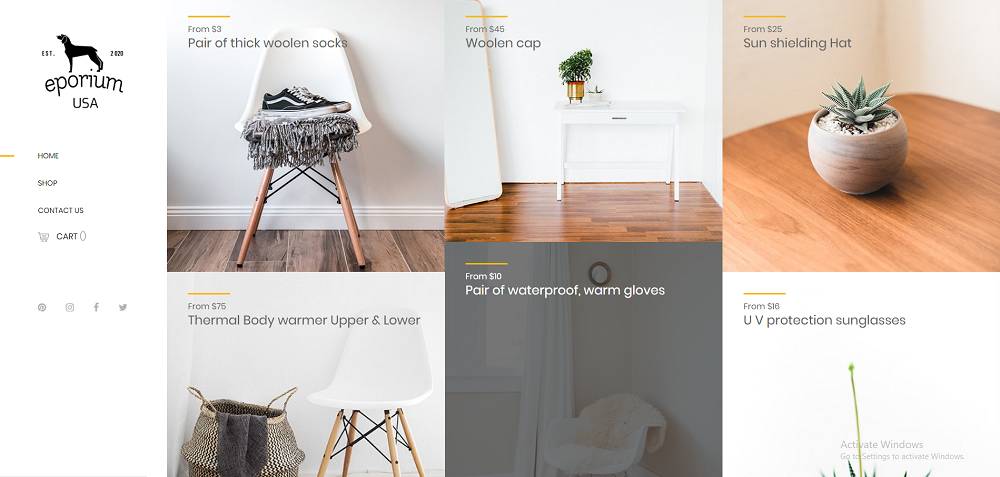 EST. 2020
eporium
USA
HOME
SHOP
CONTACT US
CART ()
From $3
Pair of thick woolen socks
From $45
Woolen cap
From $25
Sun shielding Hat
From $75
Thermal Body warmer Upper & Lower
From $10
Pair of waterproof, warm gloves
From $16
U V protection sunglasses
Activate Windows
Go to Settings to activate Windows.